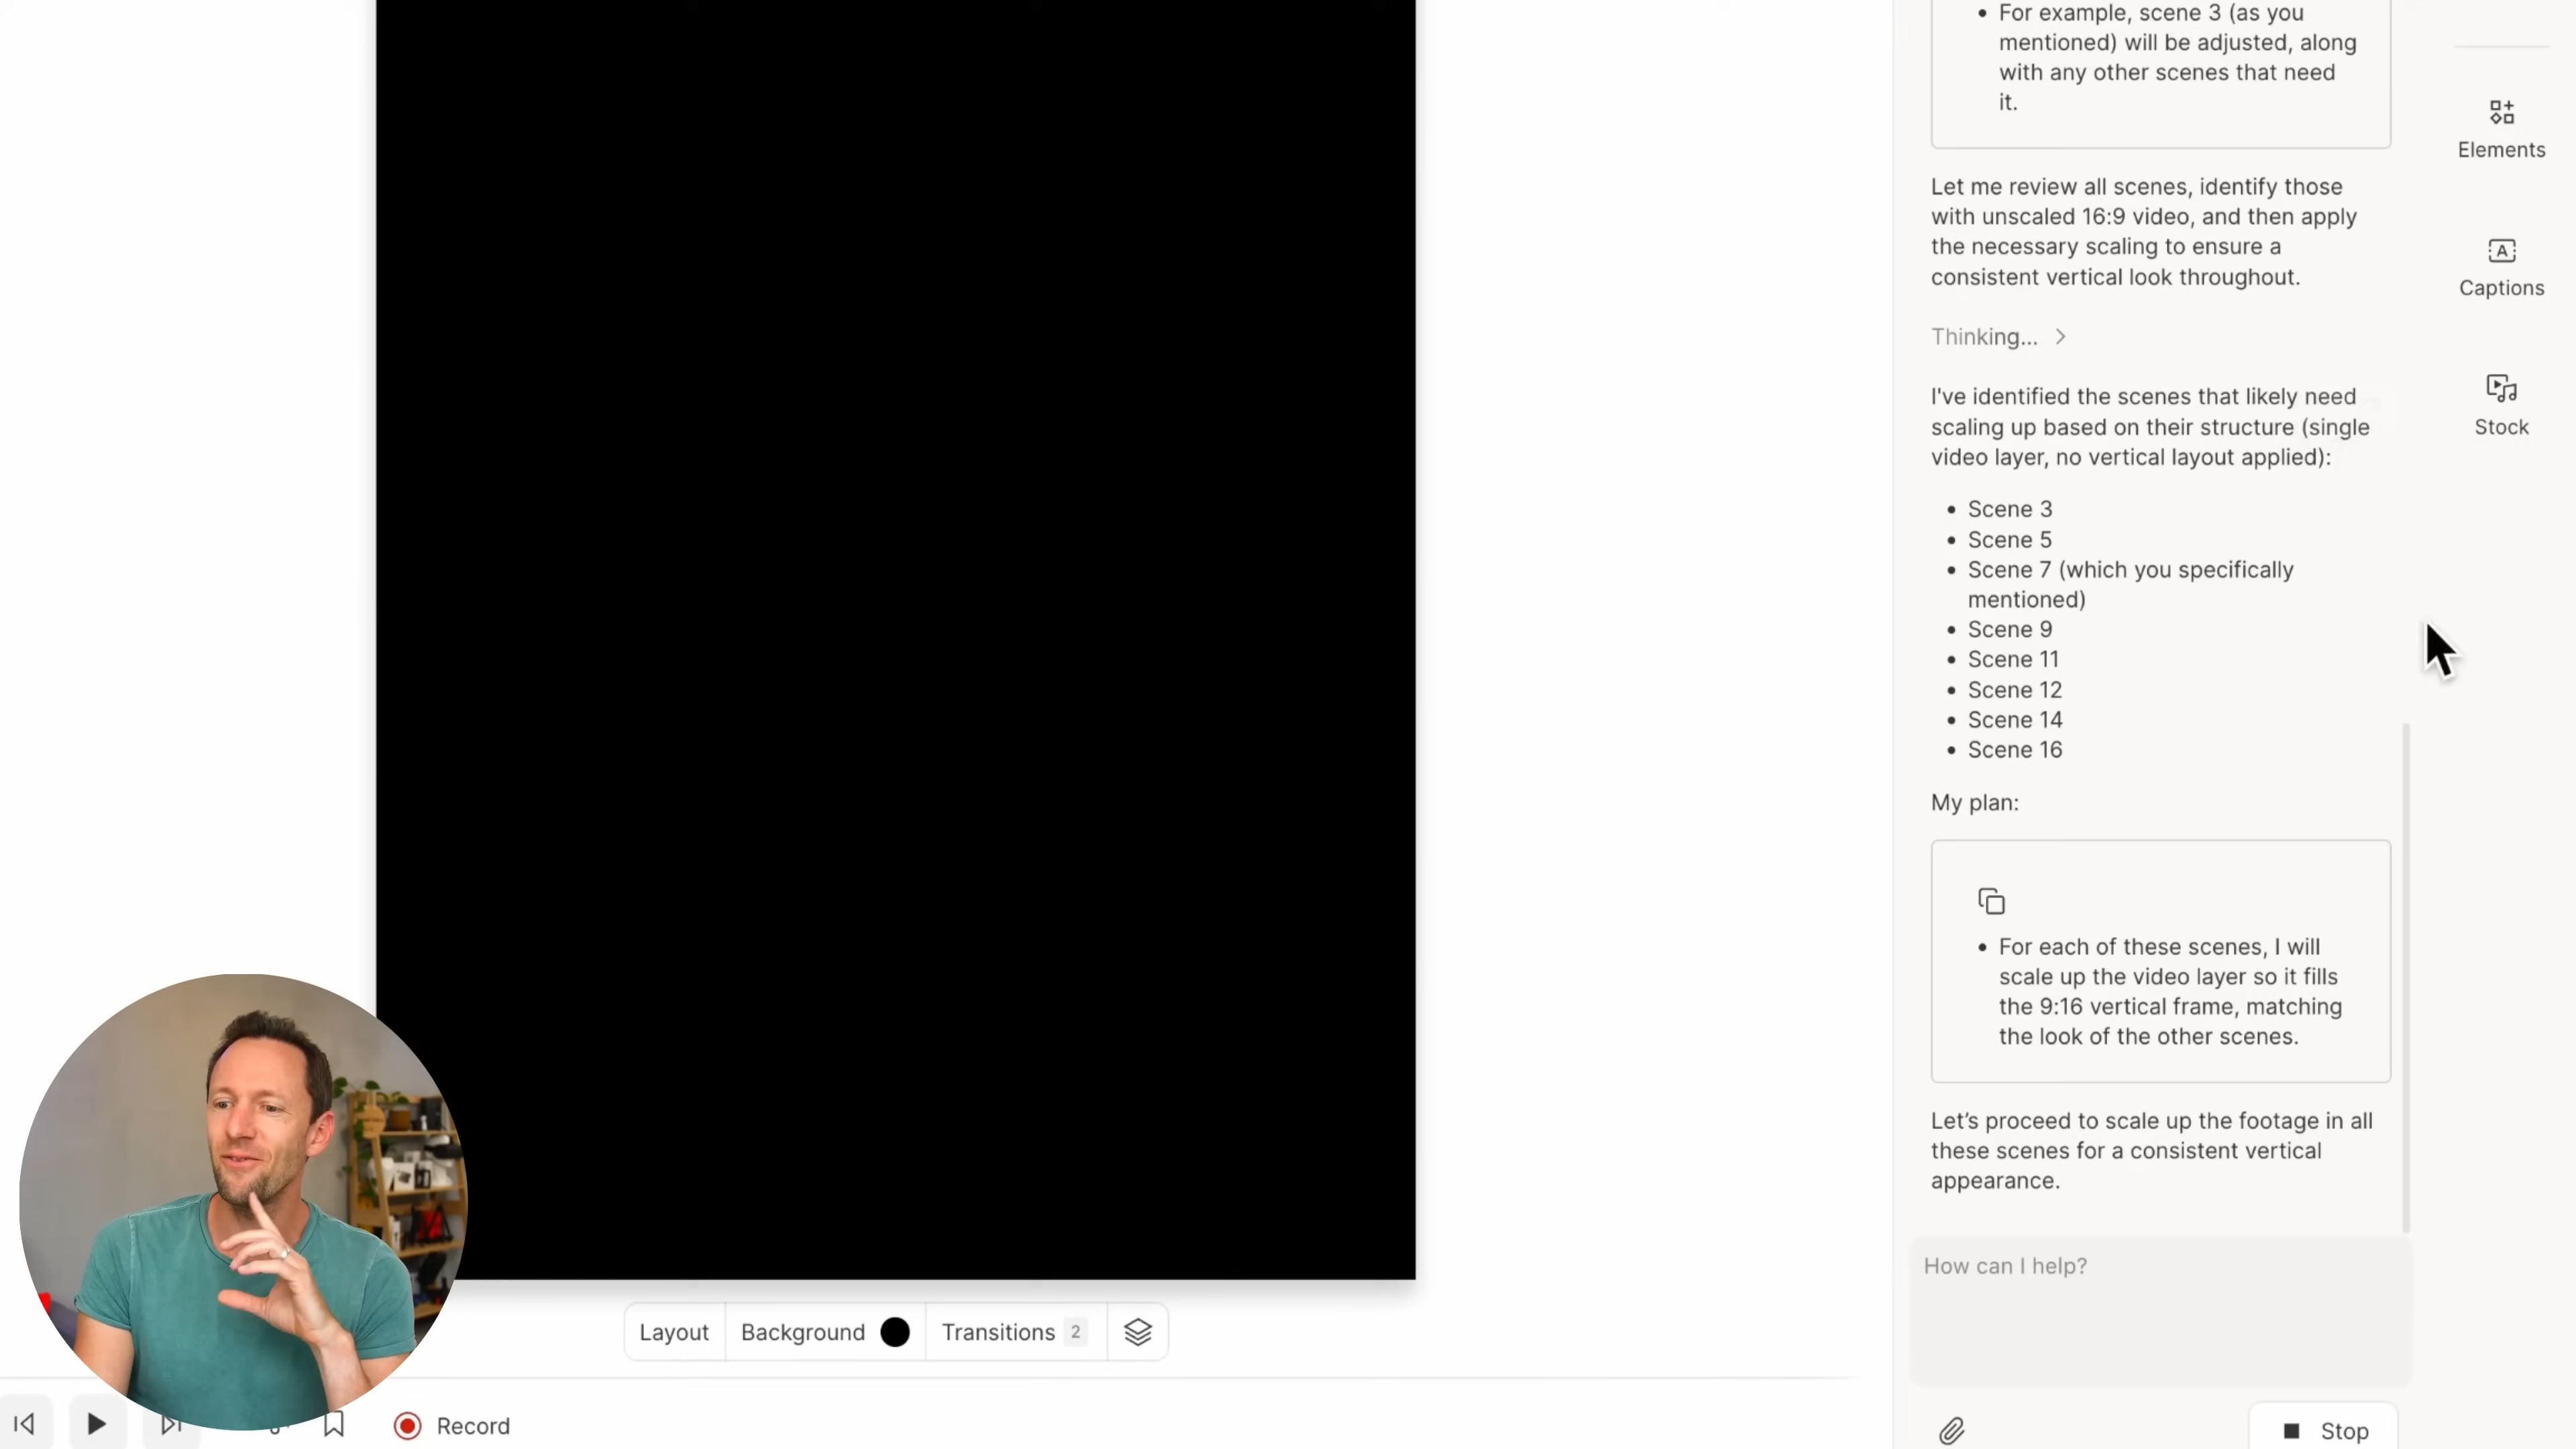 • For example, scene 3 (as you
mentioned) will be adjusted, along
with any other scenes that need
it.
Let me review all scenes, identify those
with unscaled 16:9 video, and then apply
the necessary scaling to ensure a
consistent vertical look throughout.
Thinking...
I've identified the scenes that likely need
scaling up based on their structure (single
video layer, no vertical layout applied):
• Scene 3
• Scene 5
• Scene 7 (which you specifically
mentioned)
• Scene 9
• Scene 11
• Scene 12
• Scene 14
• Scene 16
My plan:
• For each of these scenes, I will
scale up the video layer so it fills
the 9:16 vertical frame, matching
the look of the other scenes.
Let’s proceed to scale up the footage in all
these scenes for a consistent vertical
appearance.
How can I help?
Stop
Elements
Captions
Stock
Layout
Background
Transitions 2
Record